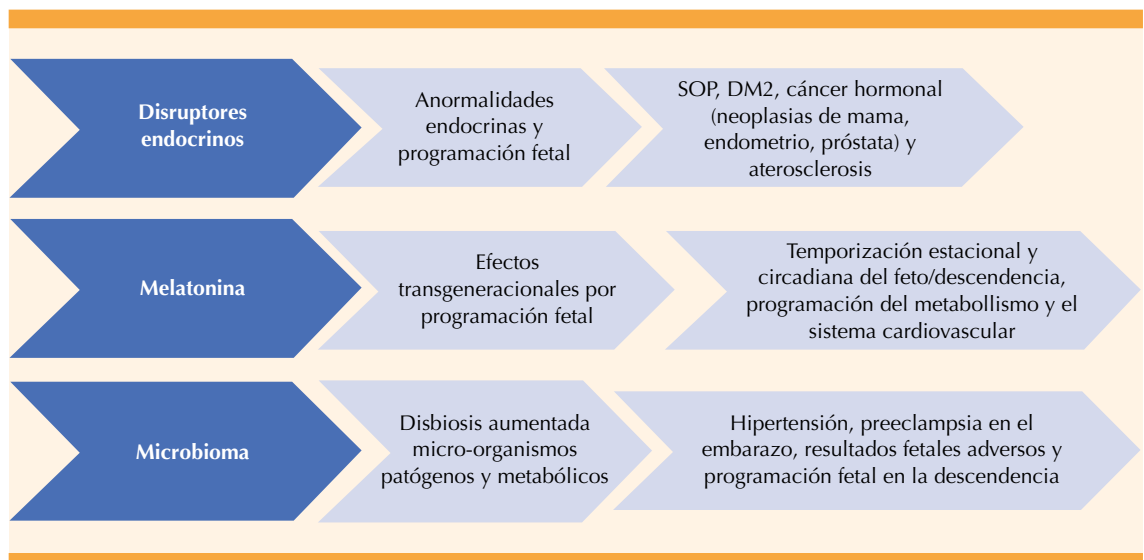 Disruptores
endocrinos
Anormalidades
endocrinas y
programación fetal
SOP, DM2, cáncer hormonal
(neoplasias de mama,
endometrio, próstata) y
aterosclerosis
Melatonina
Efectos
transgeneracionales por
programación fetal
Temporización estacional y
circadiana del feto/descendencia,
programación del metabollismo y el
sistema cardiovascular
Microbioma
Disbiosis aumentada
micro-organismos
patógenos y metabólicos
Hipertensión, preeclampsia en el
embarazo, resultados fetales adversos y
programación fetal en la descendencia